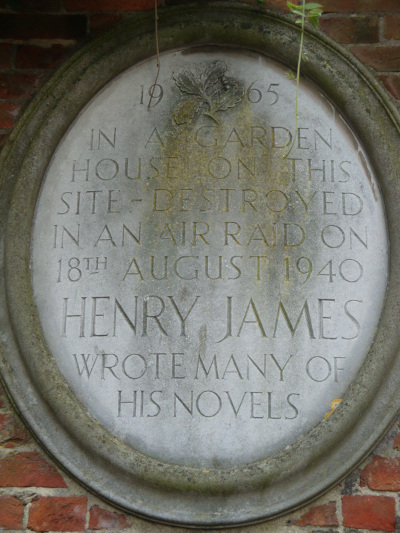 19 65
IN A GARDEN
HOUSE ON THIS
SITE - DESTROYED
IN AN AIR RAID ON
18TH AUGUST 1940
HENRY JAMES
WROTE MANY OF
HIS NOVELS